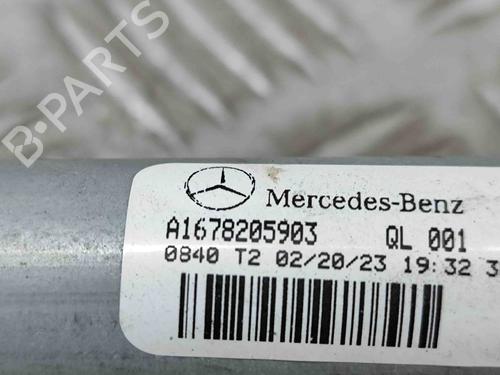 B-PARTS
Mercedes-Benz
A1678205903 QL 001
0840 T2 02/20/23 19:32 3